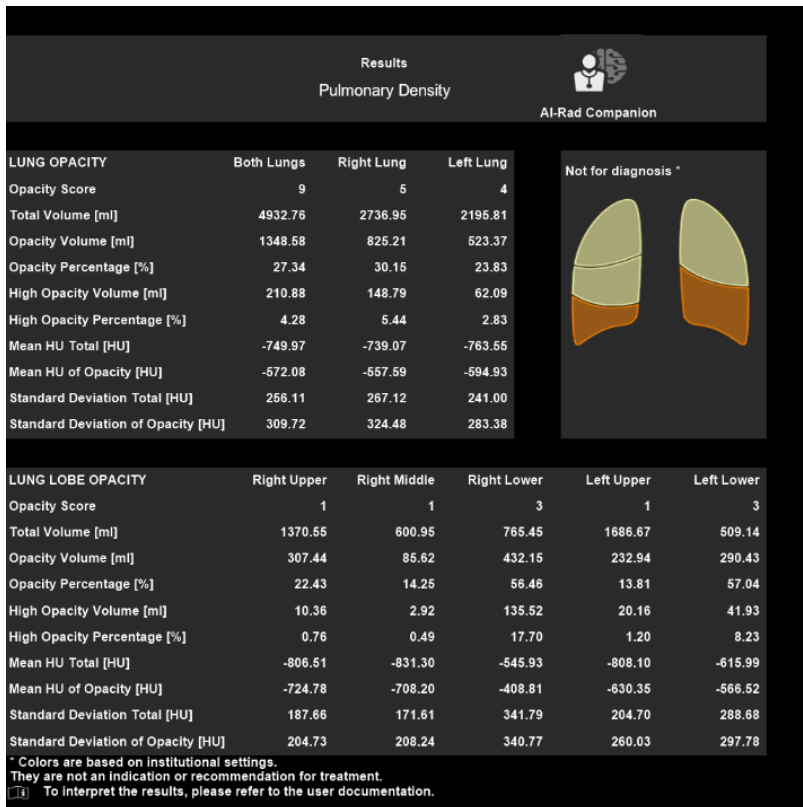 Results
Pulmonary Density
AI-Rad Companion
LUNG OPACITY Both Lungs Right Lung Left Lung
Opacity Score 9 5 4
Total Volume [ml] 4932.76 2736.95 2195.81
Opacity Volume [ml] 1348.58 825.21 523.37
Opacity Percentage [%] 27.34 30.15 23.83
High Opacity Volume [ml] 210.88 148.79 62.09
High Opacity Percentage [%] 4.28 5.44 2.83
Mean HU Total [HU] -749.97 -739.07 -763.55
Mean HU of Opacity [HU] -572.08 -557.59 -594.93
Standard Deviation Total [HU] 256.11 267.12 241.00
Standard Deviation of Opacity [HU] 309.72 324.48 283.38
Not for diagnosis *
LUNG LOBE OPACITY Right Upper Right Middle Right Lower Left Upper Left Lower
Opacity Score 1 1 3 1 3
Total Volume [ml] 1370.55 600.95 765.45 1686.67 509.14
Opacity Volume [ml] 307.44 85.62 432.15 232.94 290.43
Opacity Percentage [%] 22.43 14.25 56.46 13.81 57.04
High Opacity Volume [ml] 10.36 2.92 135.52 20.16 41.93
High Opacity Percentage [%] 0.76 0.49 17.70 1.20 8.23
Mean HU Total [HU] -806.51 -831.30 -545.93 -808.10 -615.99
Mean HU of Opacity [HU] -724.78 -708.20 -408.81 -630.35 -566.52
Standard Deviation Total [HU] 187.66 171.61 341.79 204.70 288.68
Standard Deviation of Opacity [HU] 204.73 208.24 340.77 260.03 297.78
* Colors are based on institutional settings.
They are not an indication or recommendation for treatment.
To interpret the results, please refer to the user documentation.